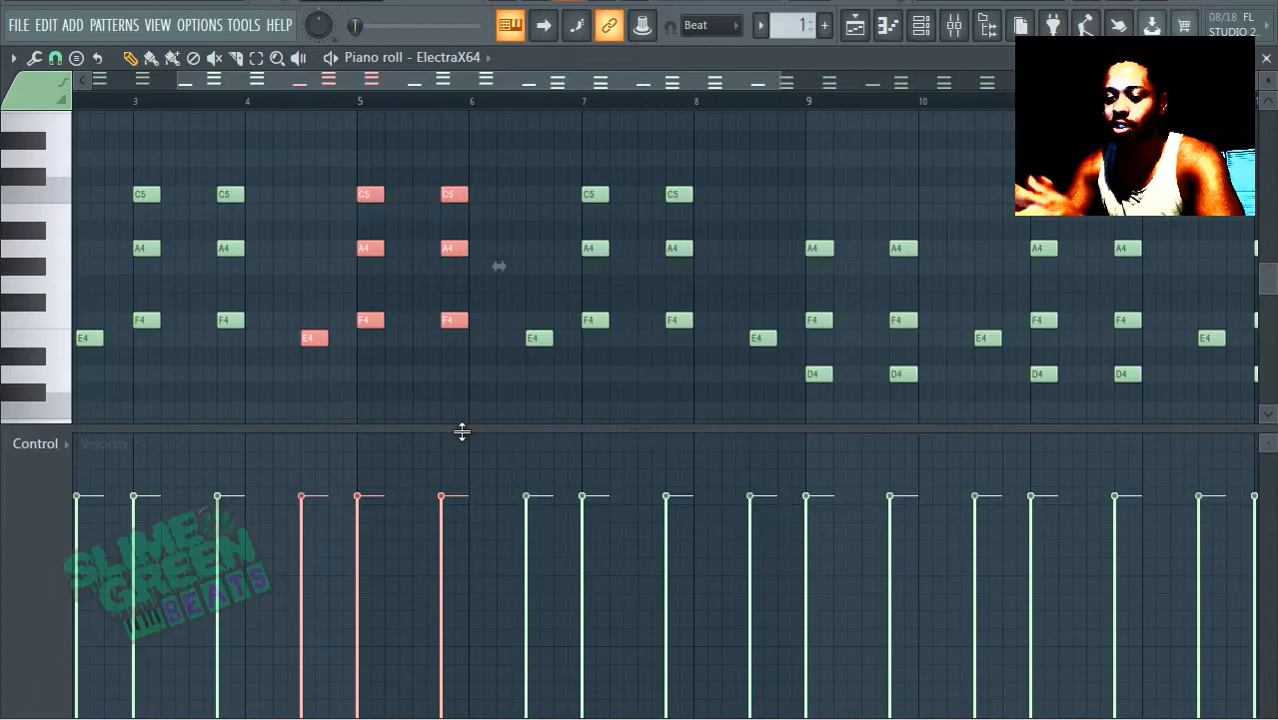 FILE EDIT ADD PATTERNS VIEW OPTIONS TOOLS HELP
Beat
1
08/18 FL
STUDIO 2
Piano roll - ElectraX64
3 4 5 6 7 8 9 10
C5 C5 C5 C5 C5 C5
A4 A4 A4 A4 A4 A4 A4 A4 A4 A4
F4 F4 F4 F4 F4 F4 F4 F4 F4 F4
E4 E4 E4 E4 E4 E4
D4 D4 D4 D4
Control
Velocity
SLIME
GREEN
BEATS